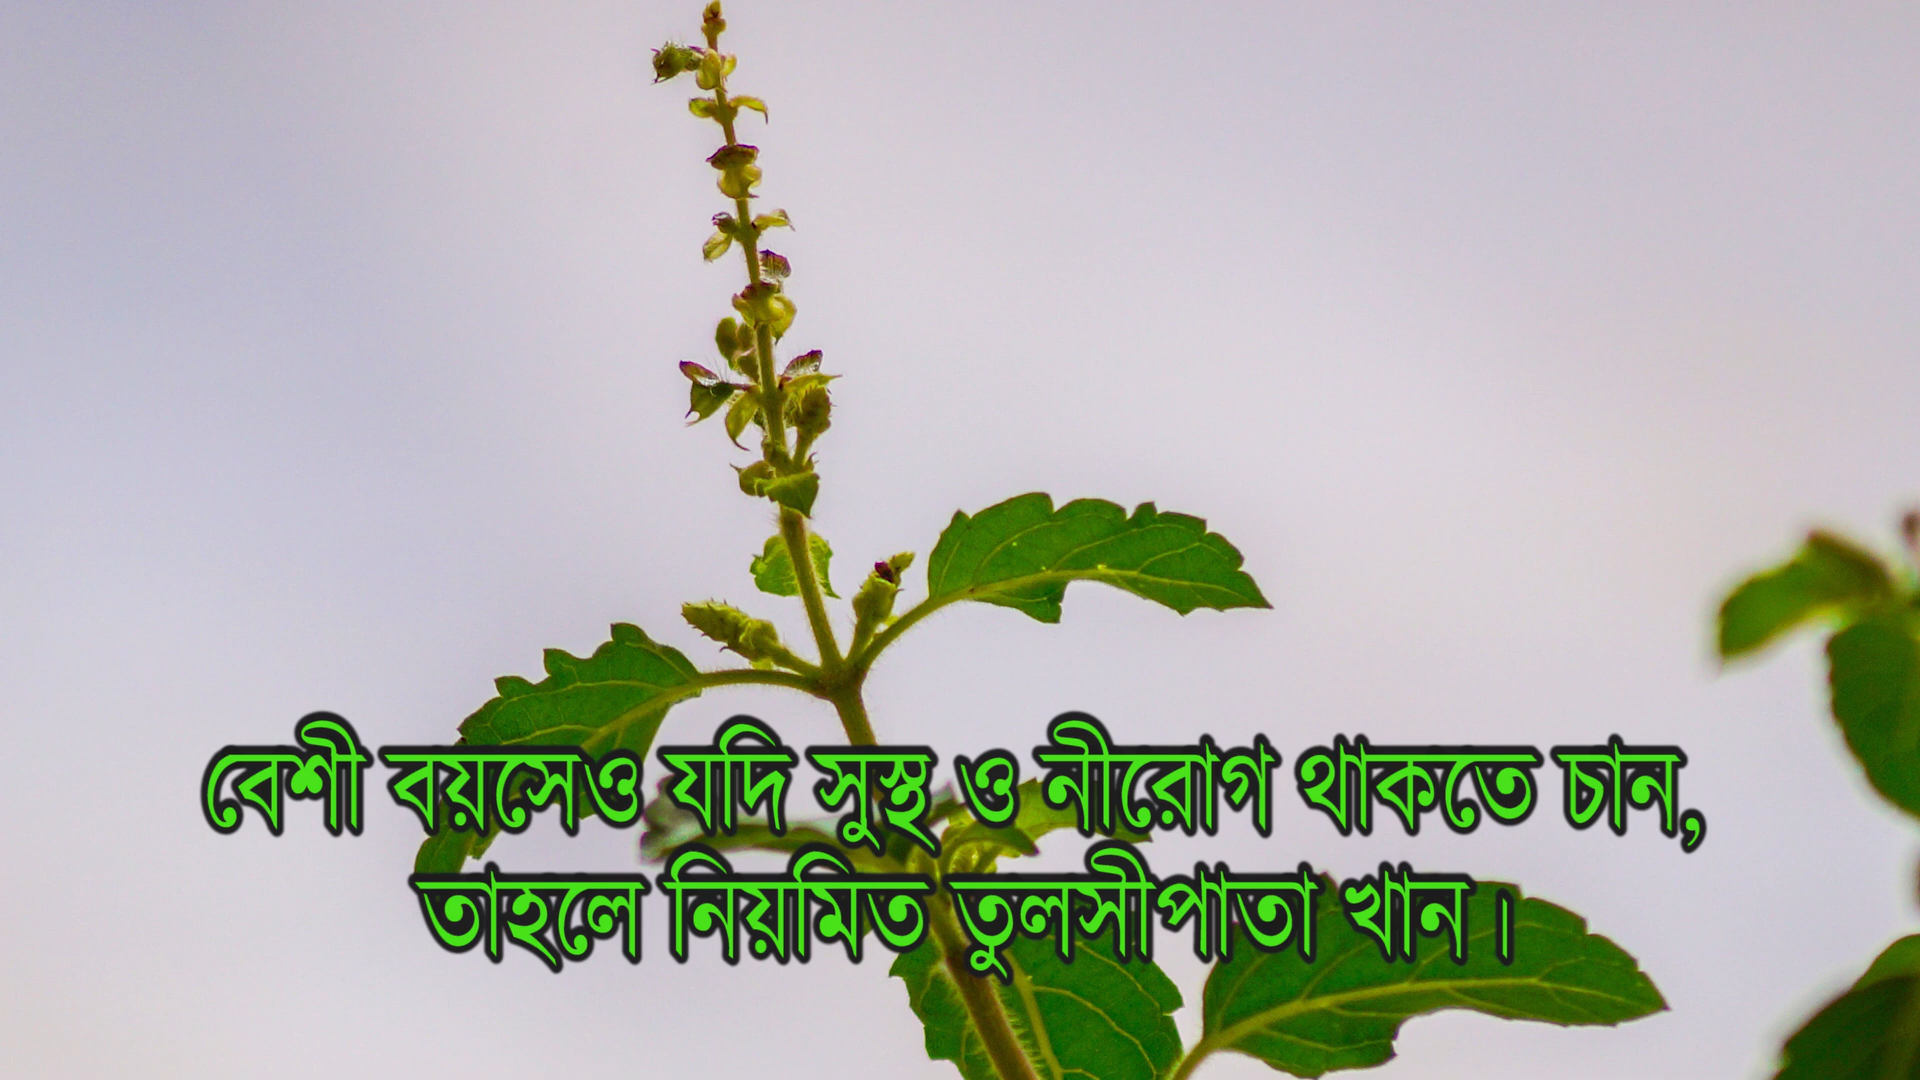 বেশী বয়সেও যদি সুস্থ ও নীরোগ থাকতে চান,
তাহলে নিয়মিত তুলসীপাতা খান।